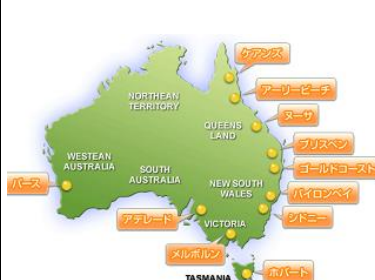 ケアンズ
NORTHEAN
TERRITORY
アーリービーチ
ヌーサ
QUEENS
LAND
ブリスベン
WESTEAN
AUSTRALIA
SOUTH
AUSTRALIA
ゴールドコースト
パース
NEW SOUTH
WALES
バイロンベイ
アデレード
VICTORIA
シドニー
メルボルン
TASMANIA
ホバート